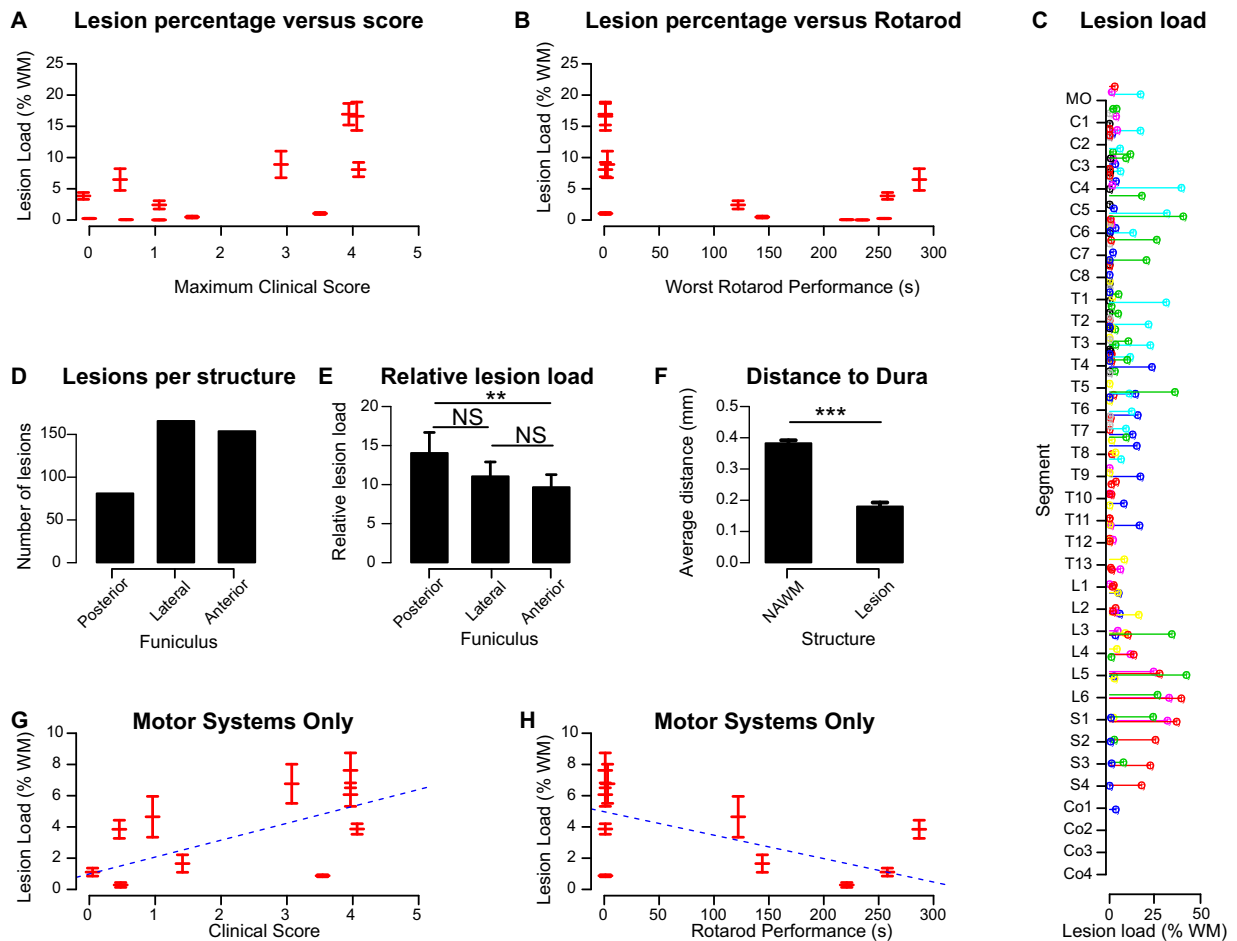 A Lesion percentage versus score
Lesion Load (% WM)
25
20
15
10
5
0
0 1 2 3 4 5
Maximum Clinical Score
B Lesion percentage versus Rotarod
Lesion Load (% WM)
25
20
15
10
5
0
0 50 100 150 200 250 300
Worst Rotarod Performance (s)
C Lesion load
Segment
MO
C1
C2
C3
C4
C5
C6
C7
C8
T1
T2
T3
T4
T5
T6
T7
T8
T9
T10
T11
T12
T13
L1
L2
L3
L4
L5
L6
S1
S2
S3
S4
Co1
Co2
Co3
Co4
0 25 50
Lesion load (% WM)
D Lesions per structure
Number of lesions
150
100
50
0
Posterior Lateral Anterior
Funiculus
E Relative lesion load
Relative lesion load
20
15
10
5
0
**
NS
NS
Posterior Lateral Anterior
Funiculus
F Distance to Dura
Average distance (mm)
0.5
0.4
0.3
0.2
0.1
0.0
***
NAWM Lesion
Structure
G Motor Systems Only
Lesion Load (% WM)
10
8
6
4
2
0
0 1 2 3 4 5
Clinical Score
H Motor Systems Only
Lesion Load (% WM)
10
8
6
4
2
0
0 50 100 150 200 250 300
Rotarod Performance (s)